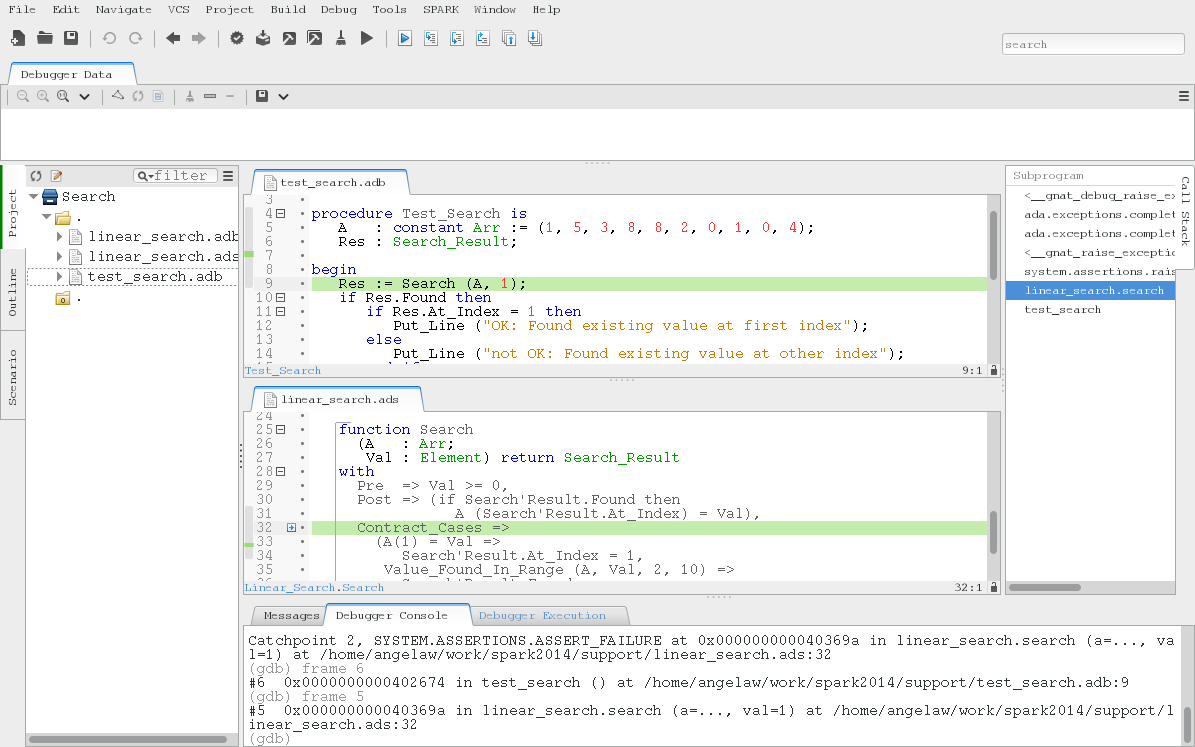 File Edit Navigate VCS Project Build Debug Tools SPARK Window Help
search
Debugger Data
Project
Outline
Scenario
filter
Search
.
linear_search.adb
linear_search.ads
test_search.adb
.
test_search.adb
3
4 procedure Test_Search is
5 A : constant Arr := (1, 5, 3, 8, 8, 2, 0, 1, 0, 4);
6 Res : Search_Result;
7
8 begin
9 Res := Search (A, 1);
10 if Res.Found then
11 if Res.At_Index = 1 then
12 Put_Line ("OK: Found existing value at first index");
13 else
14 Put_Line ("not OK: Found existing value at other index");
Test_Search 9:1
linear_search.ads
24
25 function Search
26 (A : Arr;
27 Val : Element) return Search_Result
28 with
29 Pre => Val >= 0,
30 Post => (if Search'Result.Found then
31 A (Search'Result.At_Index) = Val),
32 Contract_Cases =>
33 (A(1) = Val =>
34 Search'Result.At_Index = 1,
35 Value_Found_In_Range (A, Val, 2, 10) =>
Linear_Search.Search 32:1
Subprogram
<__gnat_debug_raise_ex
ada.exceptions.complet
ada.exceptions.complet
<__gnat_raise_exceptio
system.assertions.rais
linear_search.search
test_search
Call Stack
Messages Debugger Console Debugger Execution
Catchpoint 2, SYSTEM.ASSERTIONS.ASSERT_FAILURE at 0x000000000040369a in linear_search.search (a=..., va
l=1) at /home/angelaw/work/spark2014/support/linear_search.ads:32
(gdb) frame 6
#6 0x0000000000402674 in test_search () at /home/angelaw/work/spark2014/support/test_search.adb:9
(gdb) frame 5
#5 0x000000000040369a in linear_search.search (a=..., val=1) at /home/angelaw/work/spark2014/support/l
inear_search.ads:32
(gdb)